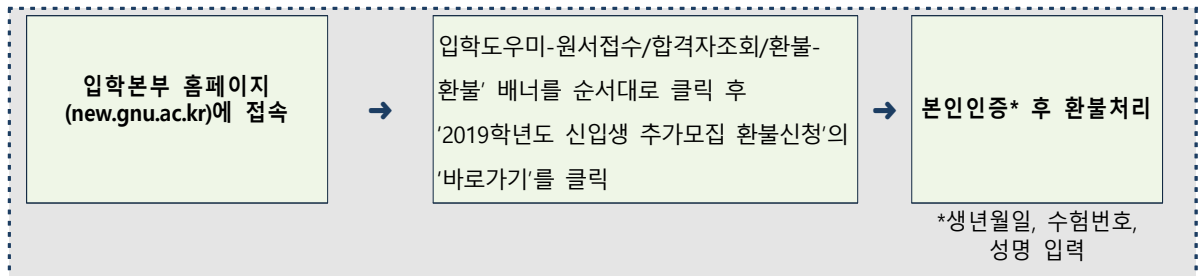 입학본부 홈페이지
(new.gnu.ac.kr)에 접속
➜
입학도우미-원서접수/합격자조회/환불-
환불’ 배너를 순서대로 클릭 후
’2019학년도 신입생 추가모집 환불신청’의
‘바로가기’를 클릭
➜
본인인증* 후 환불처리
*생년월일, 수험번호,
성명 입력